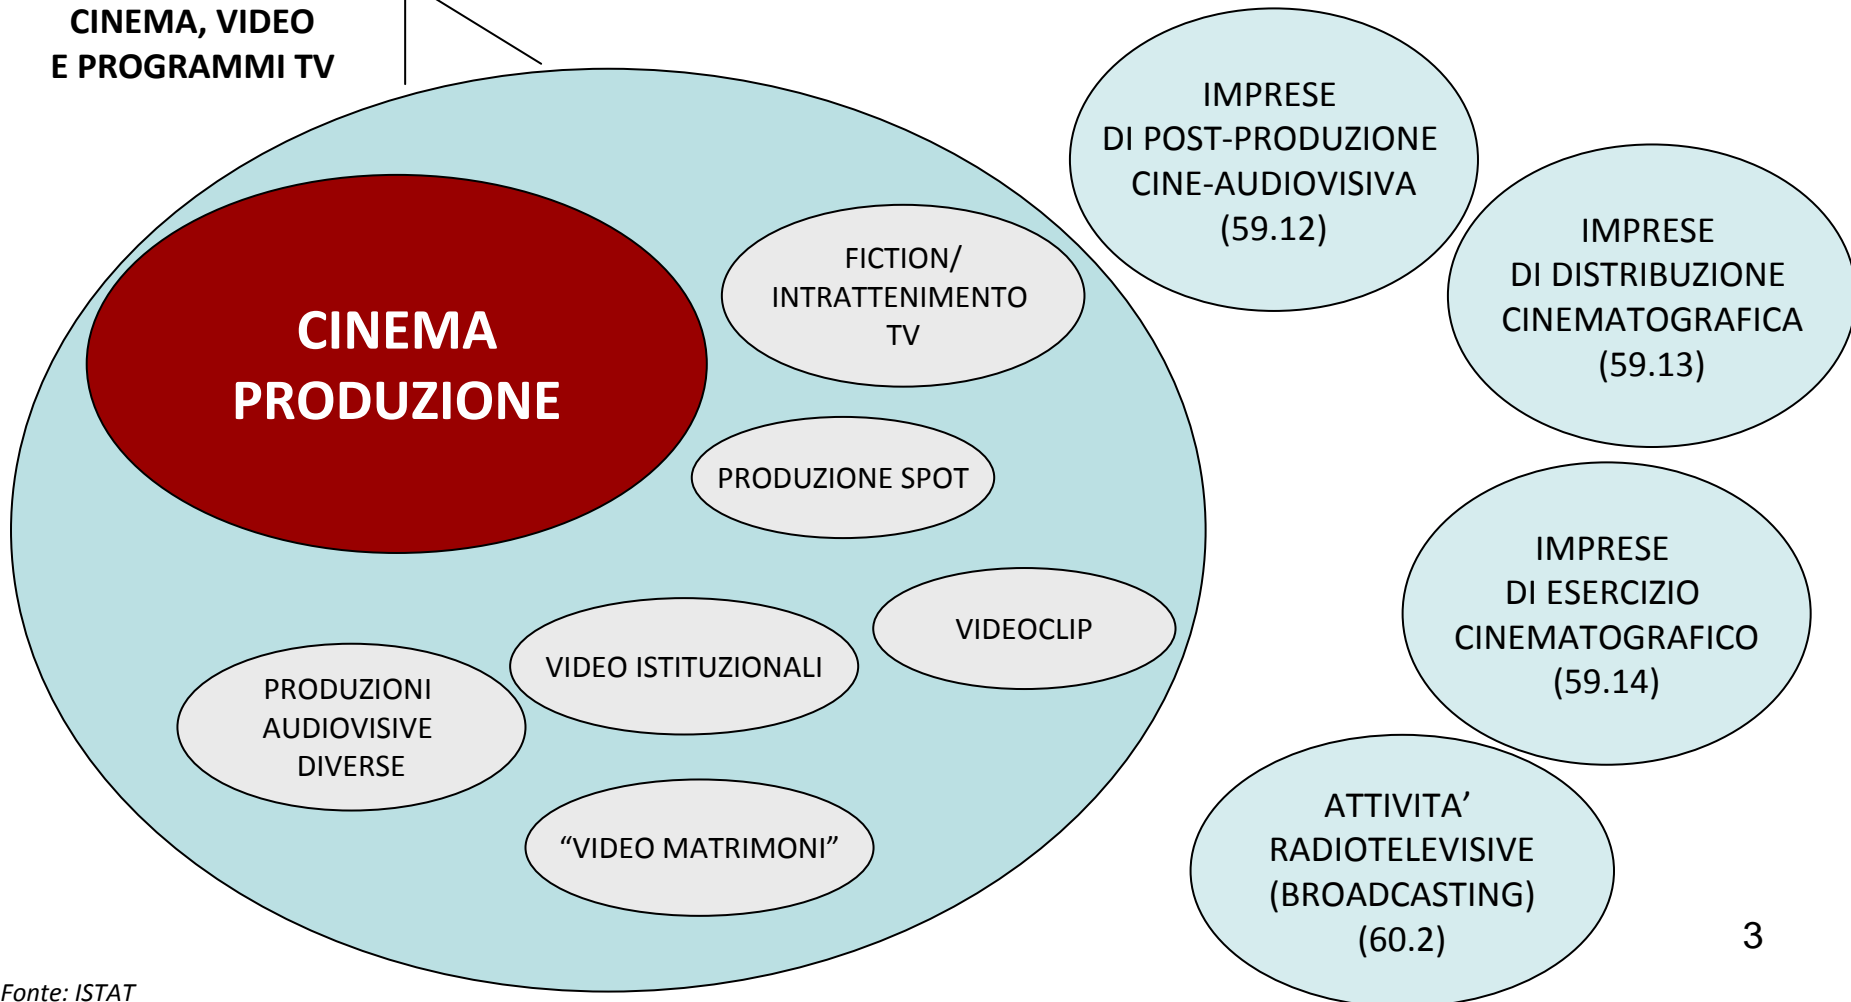 CINEMA, VIDEO
E PROGRAMMI TV
CINEMA
PRODUZIONE
FICTION/
INTRATTENIMENTO
TV
PRODUZIONE SPOT
VIDEOCLIP
VIDEO ISTITUZIONALI
PRODUZIONI
AUDIOVISIVE
DIVERSE
“VIDEO MATRIMONI”
IMPRESE
DI POST-PRODUZIONE
CINE-AUDIOVISIVA
(59.12)
IMPRESE
DI DISTRIBUZIONE
CINEMATOGRAFICA
(59.13)
IMPRESE
DI ESERCIZIO
CINEMATOGRAFICO
(59.14)
ATTIVITA’
RADIOTELEVISIVE
(BROADCASTING)
(60.2)
3
Fonte: ISTAT